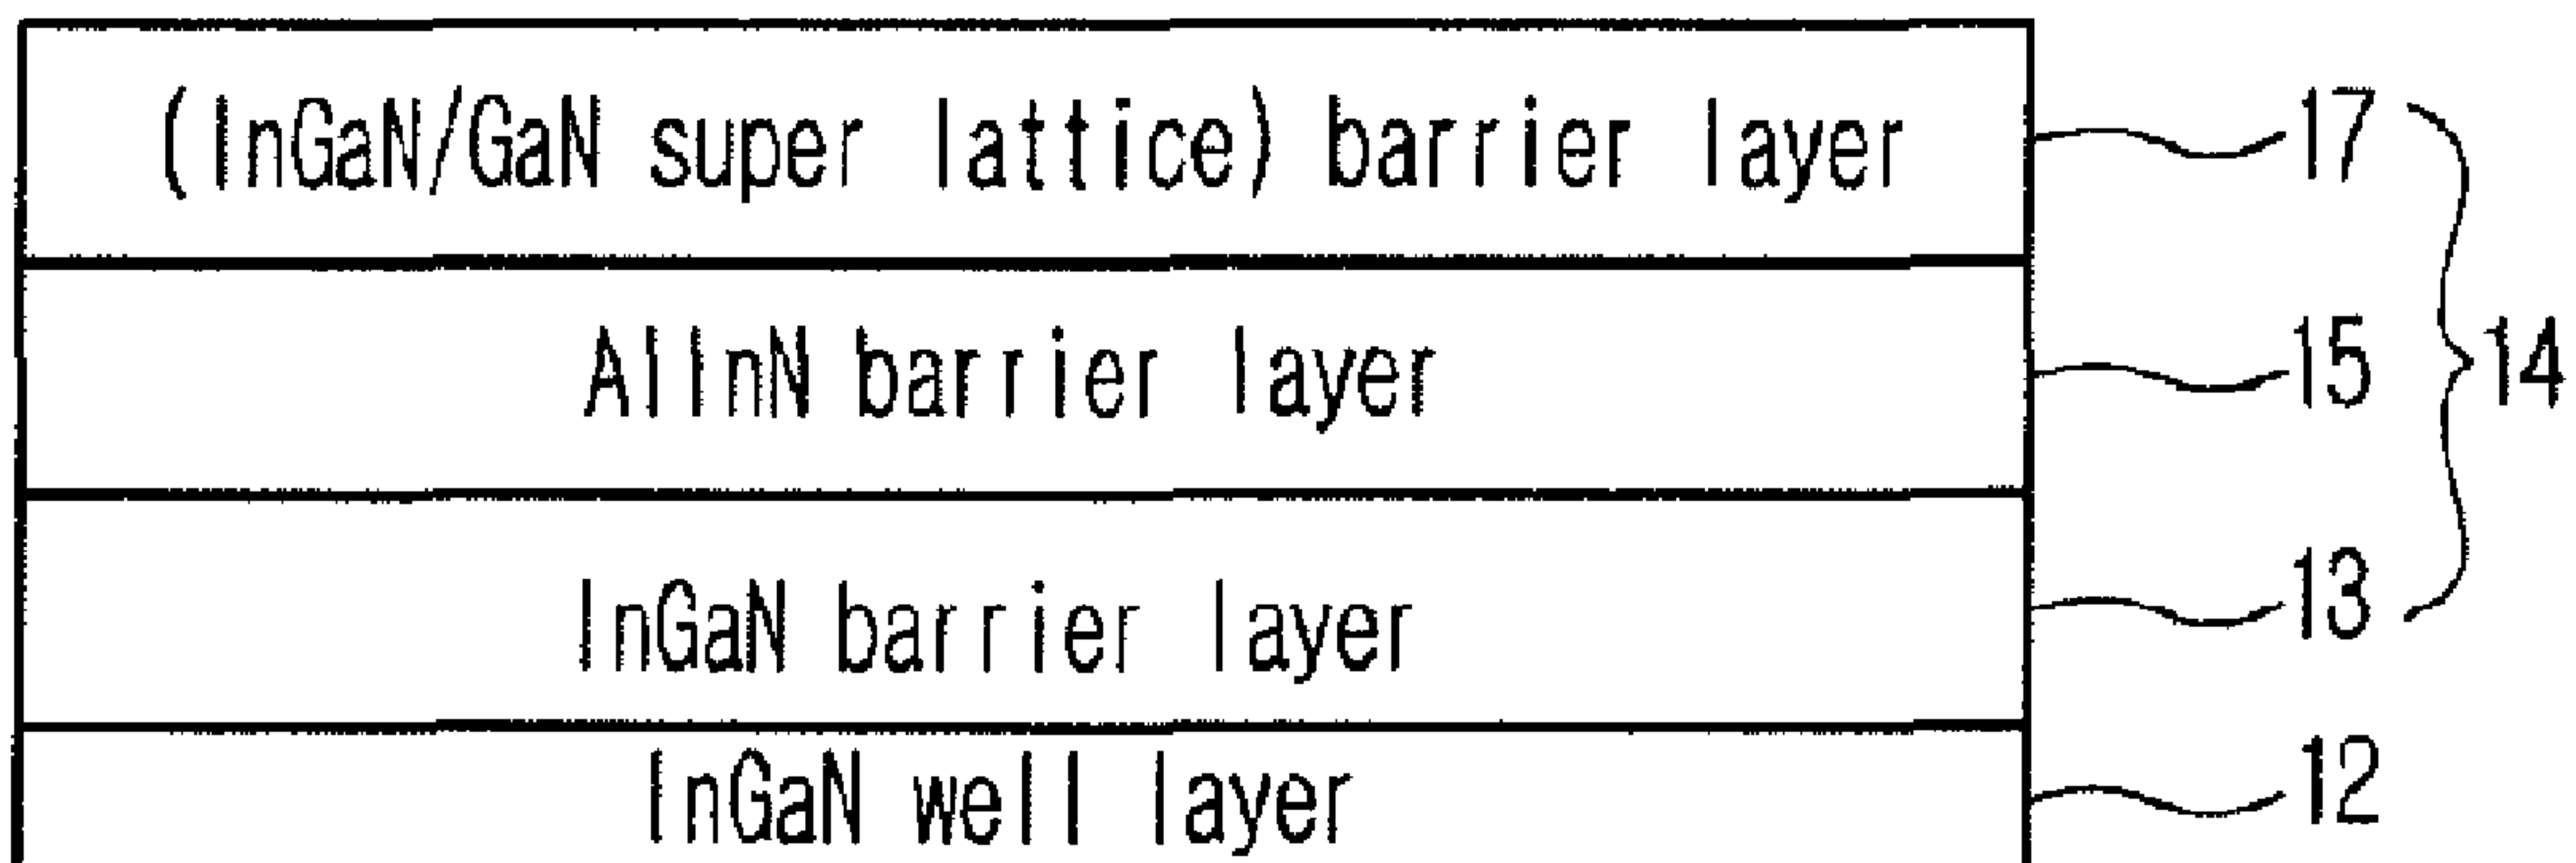 (InGaN/GaN super lattice) barrier layer 17
AlInN barrier layer 15 14
InGaN barrier layer 13
InGaN well layer 12